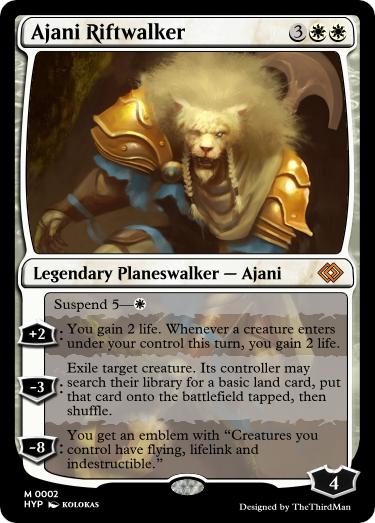 Ajani Riftwalker 3
Legendary Planeswalker — Ajani
Suspend 5—
+2: You gain 2 life. Whenever a creature enters
under your control this turn, you gain 2 life.
-3: Exile target creature. Its controller may
search their library for a basic land card, put
that card onto the battlefield tapped, then
shuffle.
-8: You get an emblem with “Creatures you
control have flying, lifelink and
indestructible.”
4
M 0002
HYP KOLOKAS
Designed by TheThirdMan